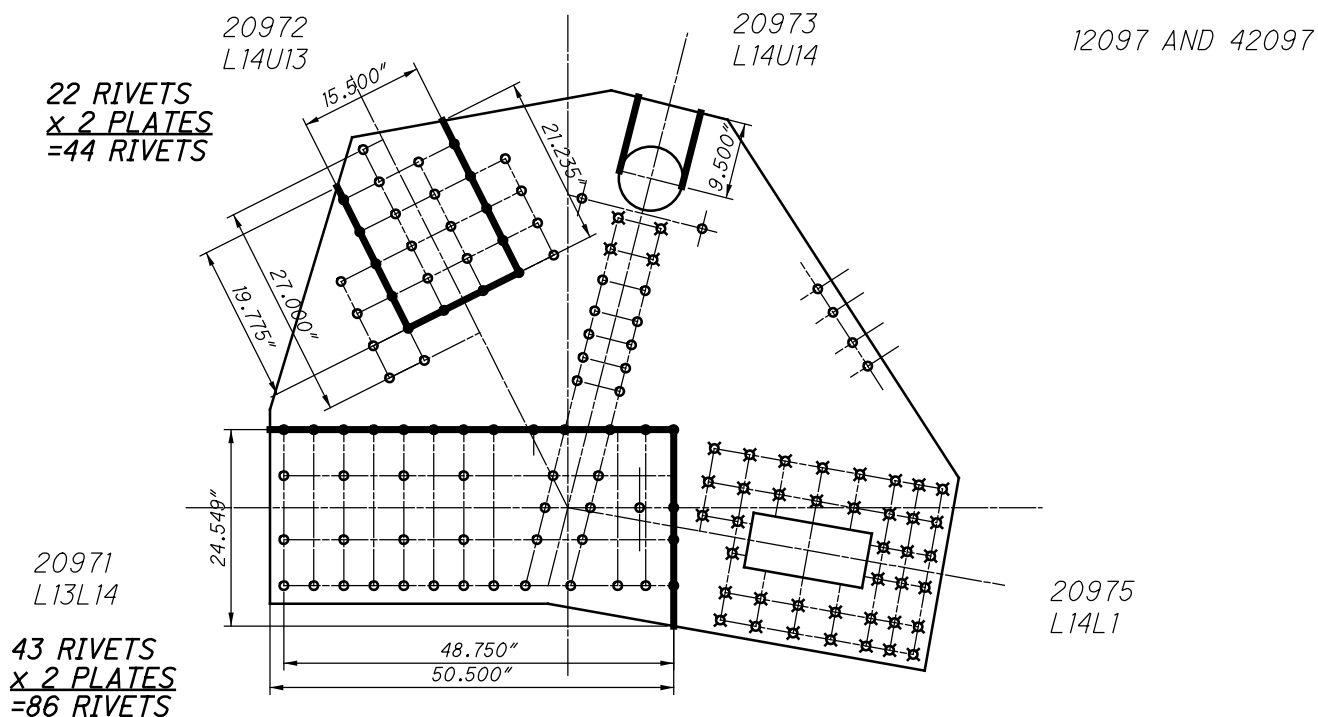 20972
L14U13
20973
L14U14
12097 AND 42097
22 RIVETS
x 2 PLATES
=44 RIVETS
15.500"
21.235"
9.500"
27.000"
19.775"
24.549"
20971
L13L14
20975
L14L1
43 RIVETS
x 2 PLATES
=86 RIVETS
48.750"
50.500"